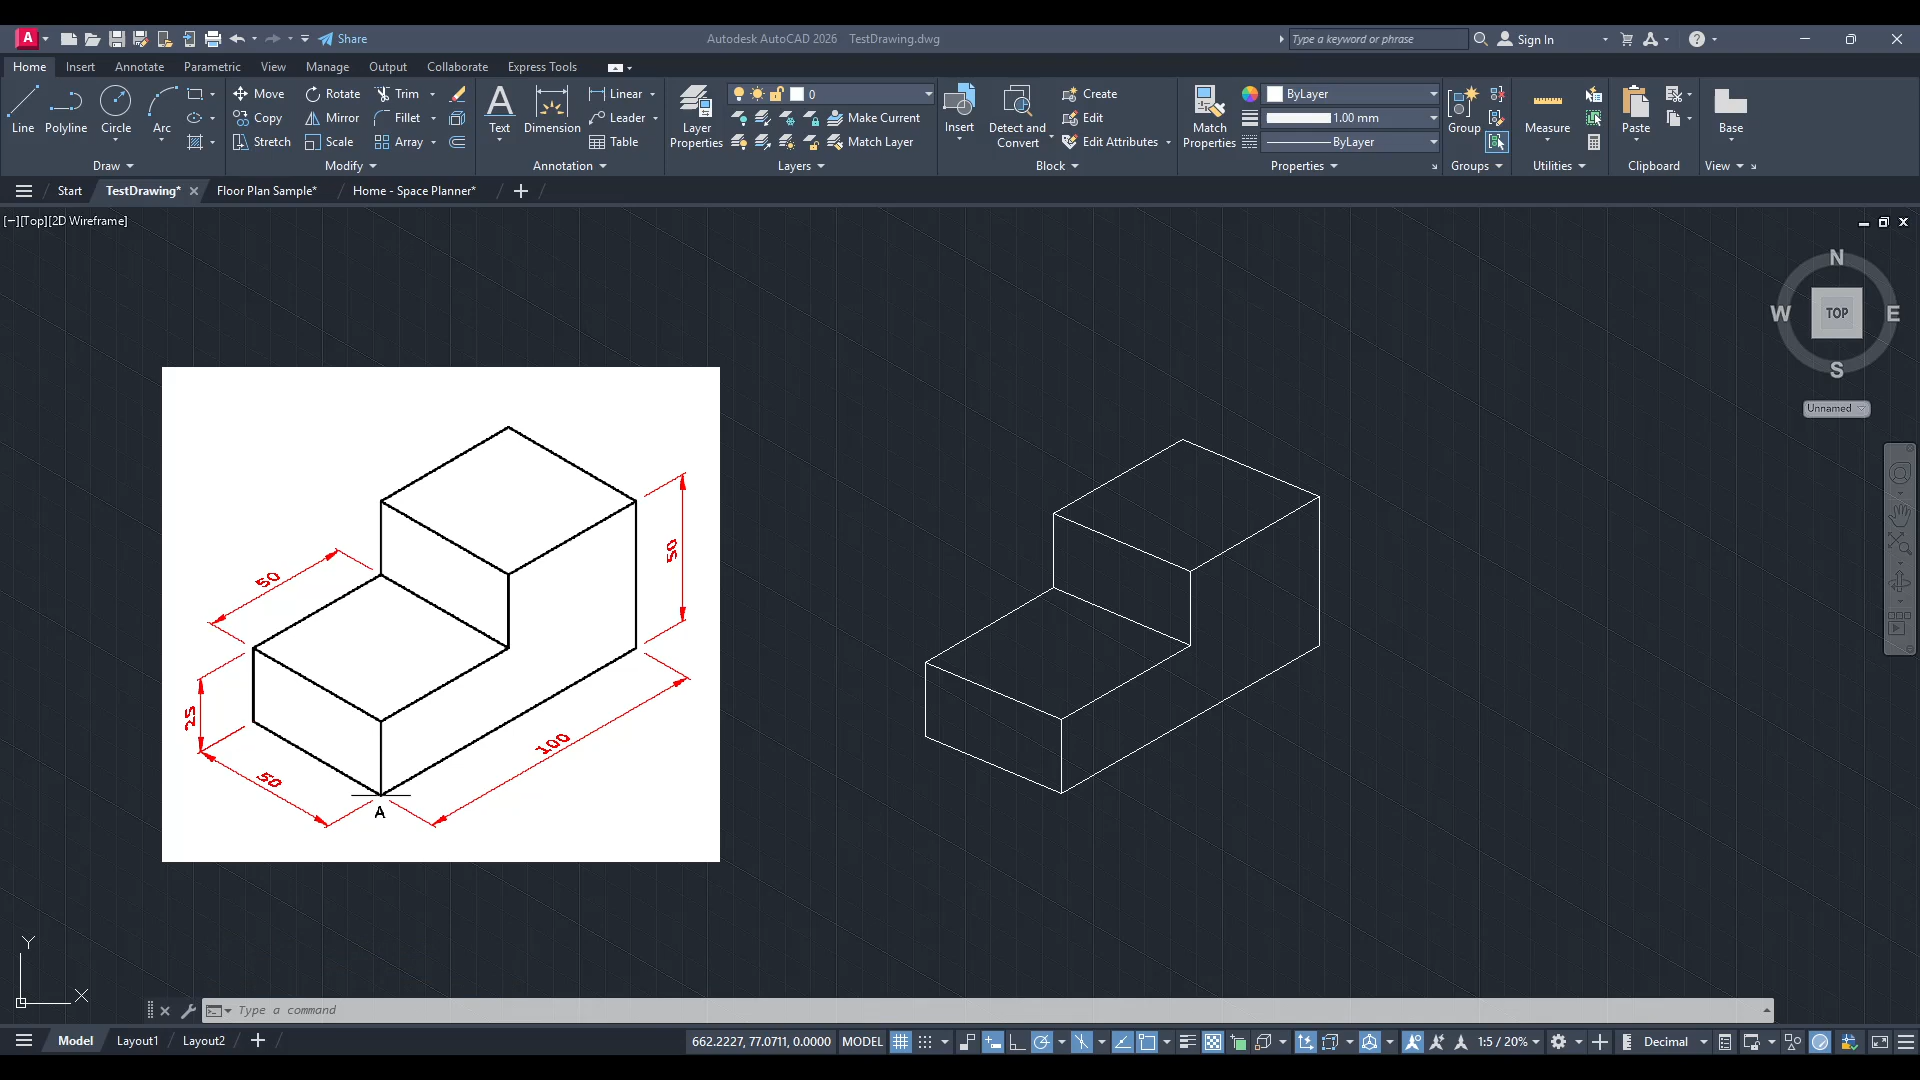 A Share Autodesk AutoCAD 2026 TestDrawing.dwg Type a keyword or phrase Sign In
Home Insert Annotate Parametric View Manage Output Collaborate Express Tools
Line Polyline Circle Arc
Move Rotate Trim
Copy Mirror Fillet
Stretch Scale Array
Text Dimension
Linear
Leader
Table
Layer Properties
0
Make Current
Match Layer
Insert Detect and Convert
Create
Edit
Edit Attributes
Match Properties
ByLayer
1.00 mm
ByLayer
Group Measure Paste Base
Draw Modify Annotation Layers Block Properties Groups Utilities Clipboard View
Start TestDrawing* Floor Plan Sample* Home - Space Planner*
[−][Top][2D Wireframe]
N
W TOP E
S
Unnamed
50
50
25
50
100
A
Y
X
Type a command
Model Layout1 Layout2 662.2227, 77.0711, 0.0000 MODEL 1:5 / 20% Decimal